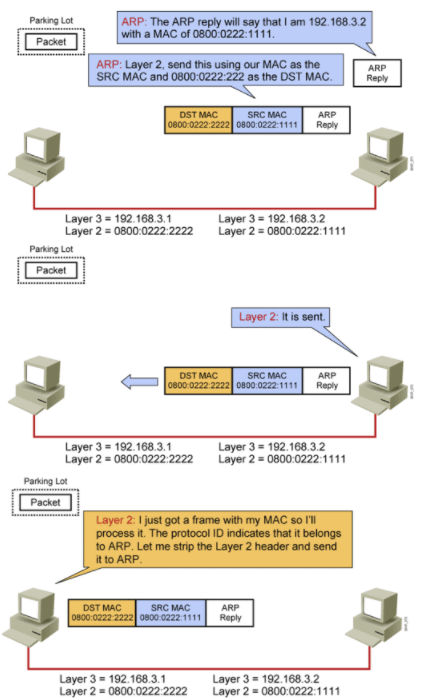 Parking Lot
Packet
ARP: The ARP reply will say that I am 192.168.3.2
with a MAC of 0800:0222:1111.
ARP: Layer 2, send this using our MAC as the
SRC MAC and 0800:0222:222 as the DST MAC.
ARP
Reply
DST MAC
0800:0222:2222
SRC MAC
0800:0222:1111
ARP
Reply
Layer 3 = 192.168.3.1
Layer 2 = 0800:0222:2222
Layer 3 = 192.168.3.2
Layer 2 = 0800:0222:1111
Parking Lot
Packet
Layer 2: It is sent.
DST MAC
0800:0222:2222
SRC MAC
0800:0222:1111
ARP
Reply
Layer 3 = 192.168.3.1
Layer 2 = 0800:0222:2222
Layer 3 = 192.168.3.2
Layer 2 = 0800:0222:1111
Parking Lot
Packet
Layer 2: I just got a frame with my MAC so I'll
process it. The protocol ID indicates that it belongs
to ARP. Let me strip the Layer 2 header and send
it to ARP.
DST MAC
0800:0222:2222
SRC MAC
0800:0222:1111
ARP
Reply
Layer 3 = 192.168.3.1
Layer 2 = 0800:0222:2222
Layer 3 = 192.168.3.2
Layer 2 = 0800:0222:1111